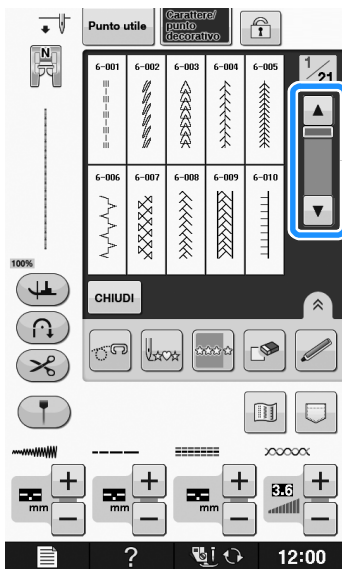 Punto utile
Carattere/
punto
decorativo
N
6-001 6-002 6-003 6-004 6-005
1/21
6-006 6-007 6-008 6-009 6-010
100%
CHIUDI
mm
mm
mm
3.6
?
12:00